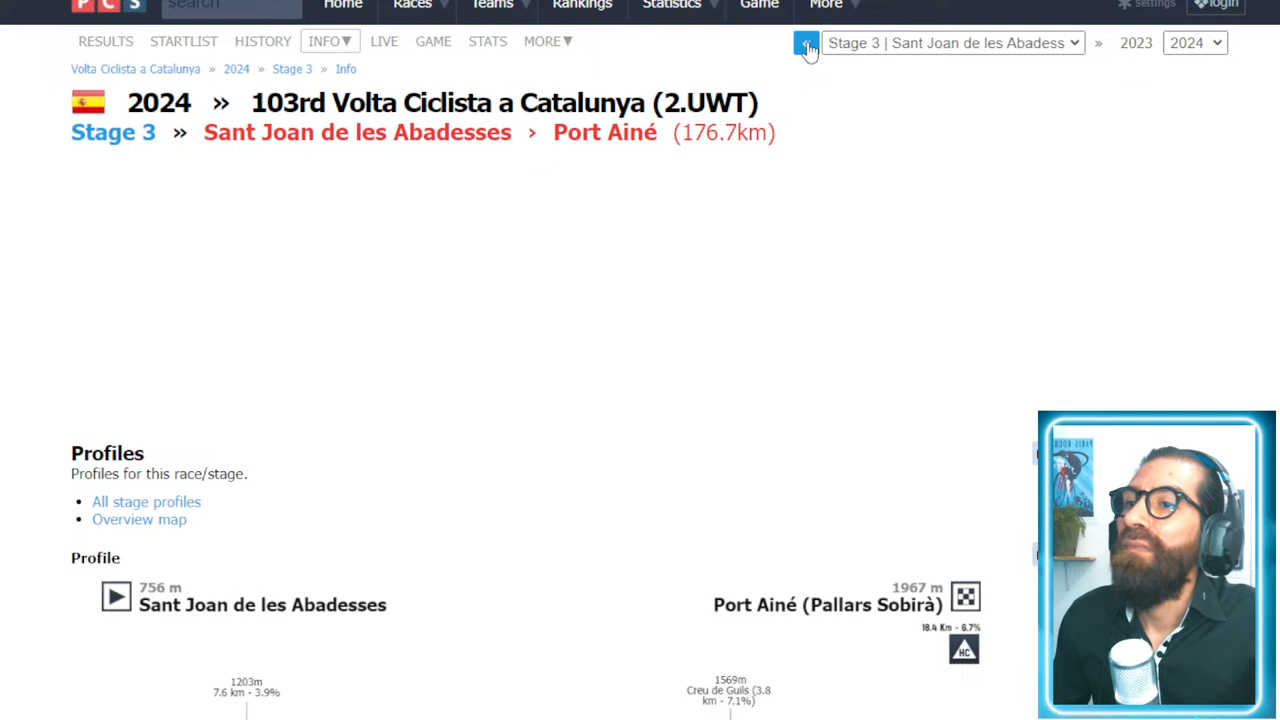 PCS search Home Races Teams Rankings Statistics Game More settings login
RESULTS STARTLIST HISTORY INFO▼ LIVE GAME STATS MORE▼ « Stage 3 | Sant Joan de les Abadess » 2023 2024
Volta Ciclista a Catalunya » 2024 » Stage 3 » Info
2024 » 103rd Volta Ciclista a Catalunya (2.UWT)
Stage 3 » Sant Joan de les Abadesses › Port Ainé (176.7km)
Profiles
Profiles for this race/stage.
• All stage profiles
• Overview map
Profile
756 m
Sant Joan de les Abadesses
1967 m
Port Ainé (Pallars Sobirà)
18.4 Km - 6.7%
HC
1203m
7.6 km - 3.9%
1569m
Creu de Guils (3.8
km - 7.1%)